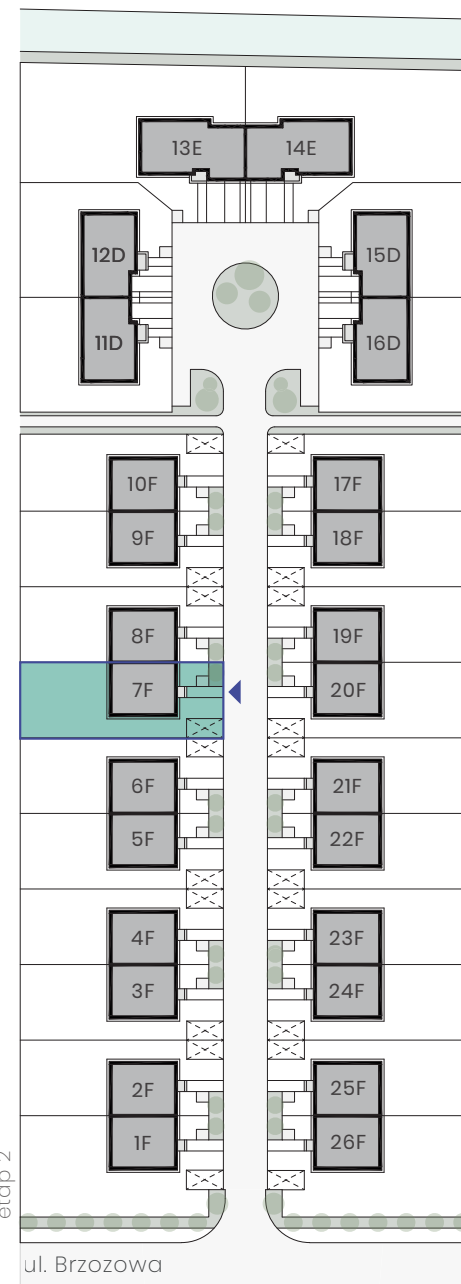 13E 14E
12D 15D
11D 16D
10F 17F
9F 18F
8F 19F
7F 20F
6F 21F
5F 22F
4F 23F
3F 24F
2F 25F
1F 26F
etap 2
ul. Brzozowa